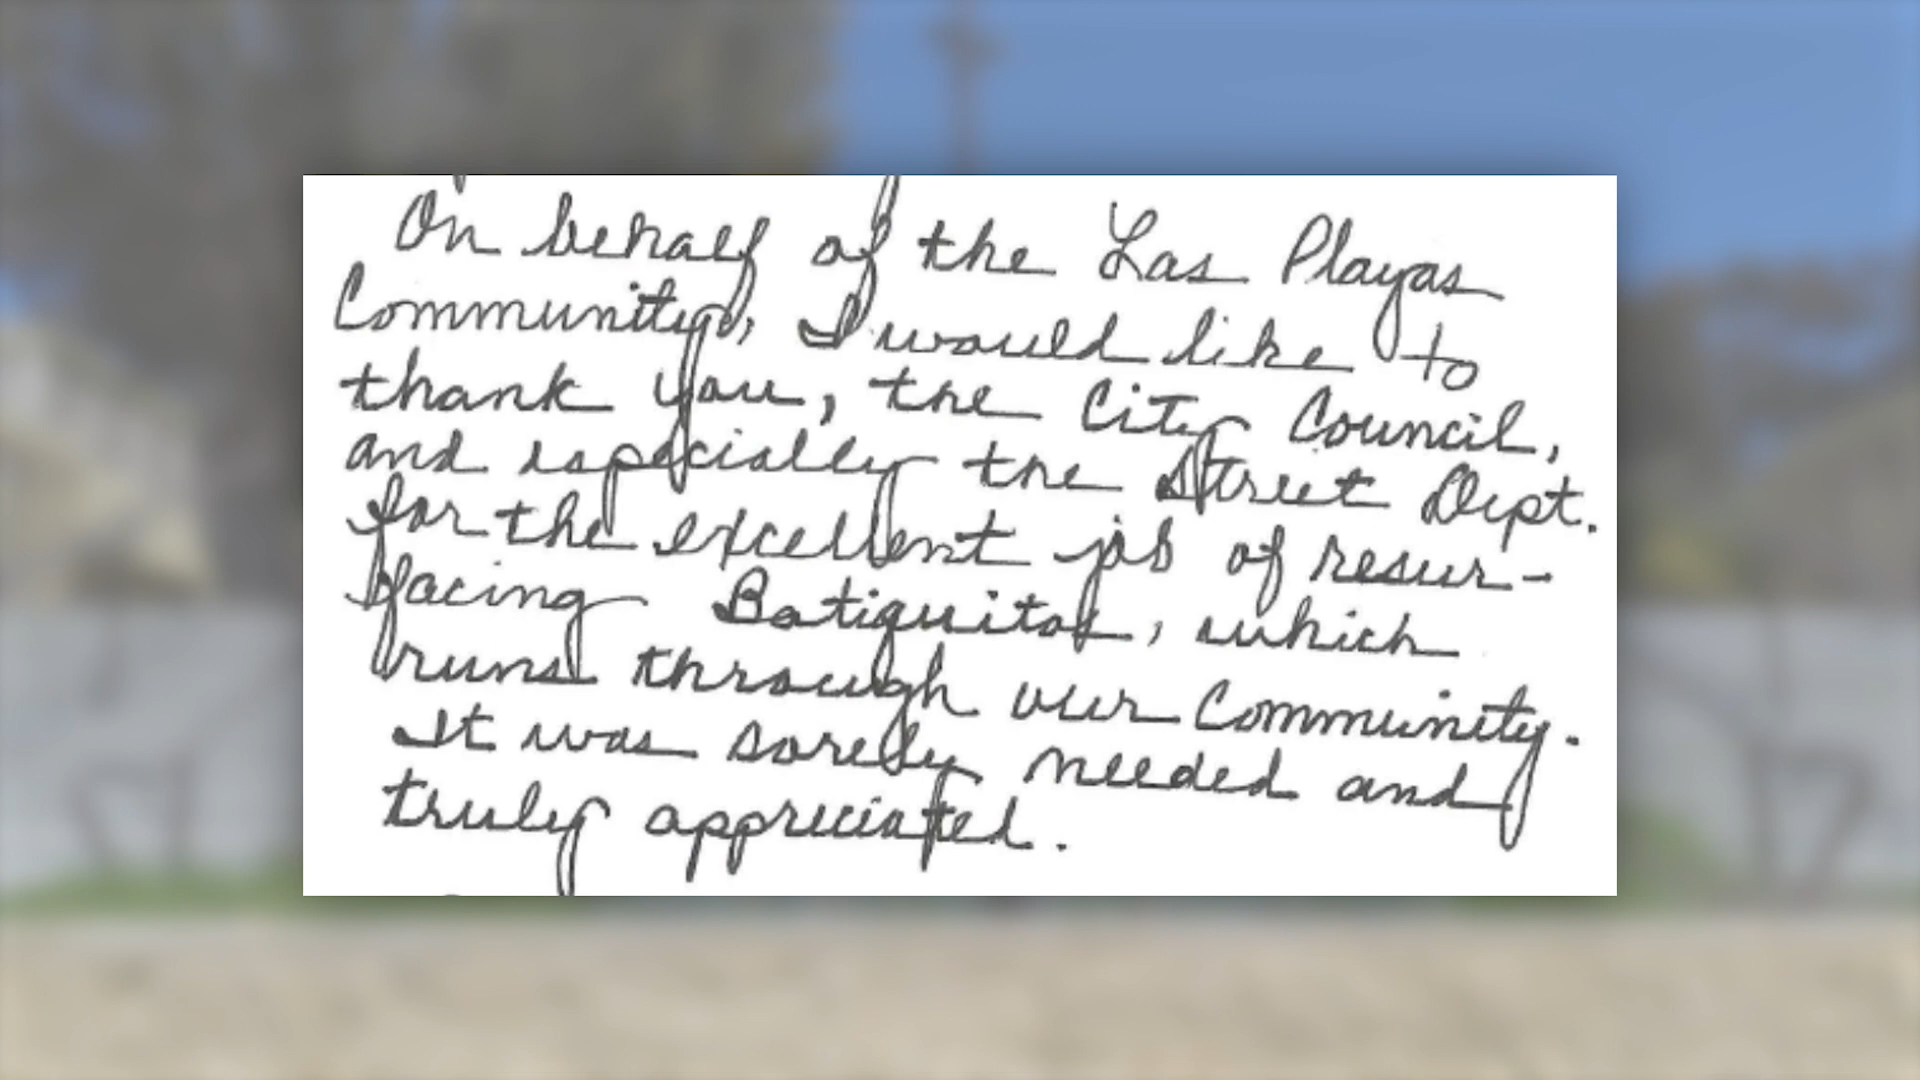 On behalf of the Las Playas
Community, I would like to
thank you, the City Council,
and especially the Street Dept.
for the excellent job of resur-
facing Batiquitos, which
runs through our Community.
It was sorely needed and
truly appreciated.